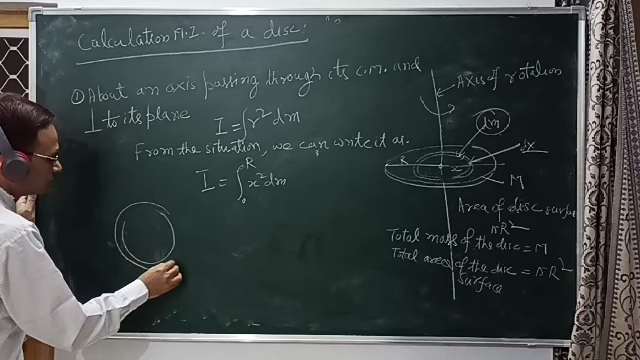 Calculation M.I. of a disc:
① About an axis passing through its C.M. and
⊥ to its plane
I = ∫r² dm
From the situation, we can write it as.
I = ∫₀ᴿ x² dm
Axis of rotation
dm
dx
R
x
M
Area of disc surface
πR²
Total mass of the disc = M
Total area of the disc = πR²
surface